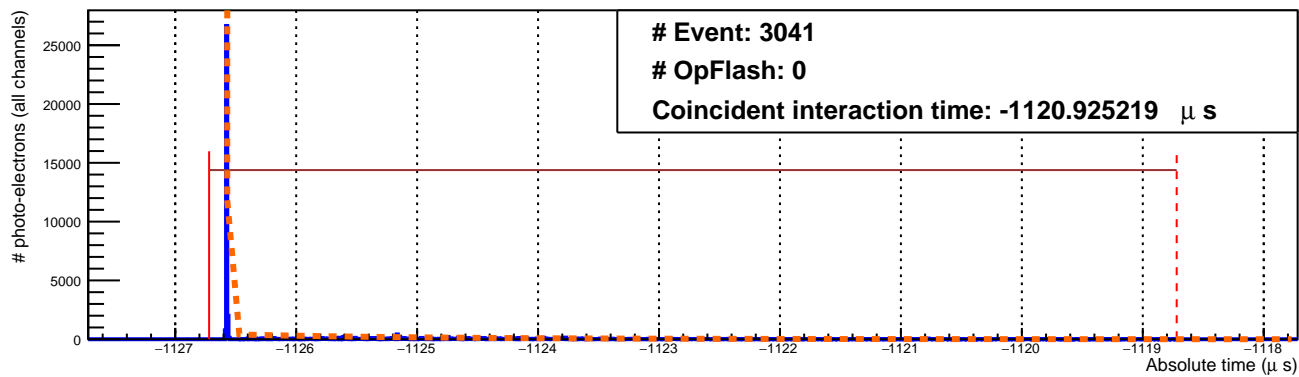 # Event: 3041
# OpFlash: 0
Coincident interaction time: -1120.925219 μ s
# photo-electrons (all channels)
25000
20000
15000
10000
5000
0
−1127 −1126 −1125 −1124 −1123 −1122 −1121 −1120 −1119 −1118
Absolute time (μ s)